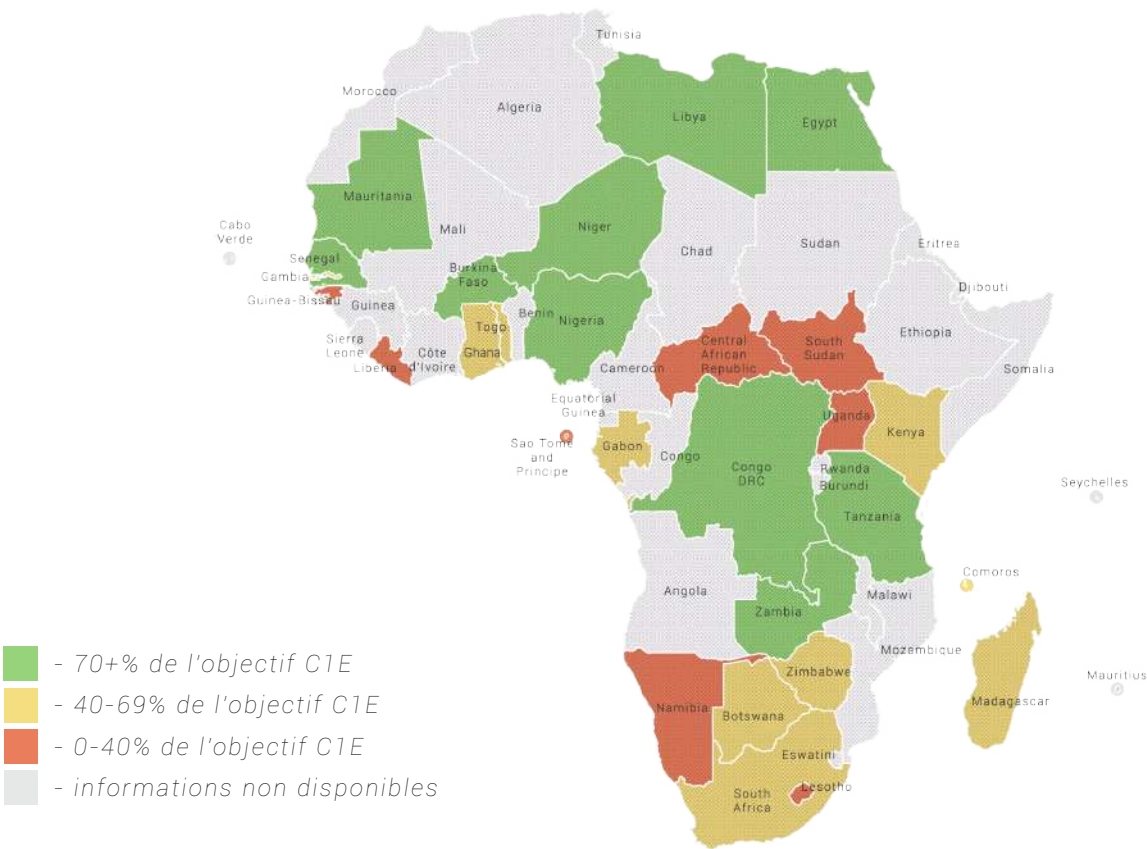 Tunisia
Morocco
Algeria
Libya
Egypt
Mauritania
Mali
Niger
Chad
Sudan
Eritrea
Cabo
Verde
Senegal
Gambia
Guinea-Bissau
Guinea
Burkina
Faso
Djibouti
Sierra
Leone
Liberia
Côte
d'Ivoire
Ghana
Togo
Benin
Nigeria
Cameroon
Central
African
Republic
South
Sudan
Ethiopia
Somalia
Equatorial
Guinea
Sao Tome
and
Principe
Gabon
Congo
Congo
DRC
Uganda
Kenya
Rwanda
Burundi
Tanzania
Seychelles
Comoros
Angola
Zambia
Malawi
Mozambique
Zimbabwe
Madagascar
Mauritius
Namibia
Botswana
Eswatini
Lesotho
South
Africa
- 70+% de l'objectif C1E
- 40-69% de l'objectif C1E
- 0-40% de l'objectif C1E
- informations non disponibles